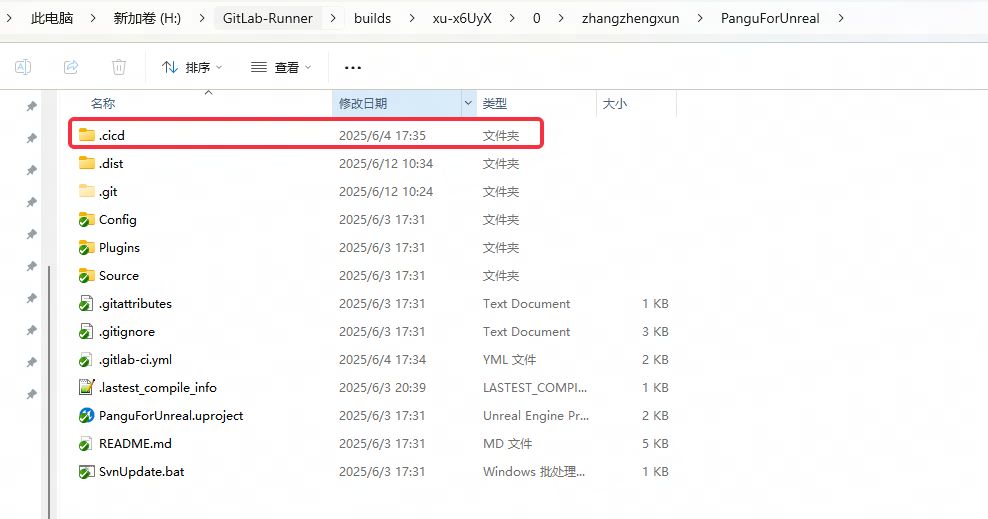 此电脑 > 新加卷 (H:) > GitLab-Runner > builds > xu-x6UyX > 0 > zhangzhengxun > PanguForUnreal >
排序 查看 •••
名称 修改日期 类型 大小
.cicd 2025/6/4 17:35 文件夹
.dist 2025/6/12 10:34 文件夹
.git 2025/6/12 10:24 文件夹
Config 2025/6/3 17:31 文件夹
Plugins 2025/6/3 17:31 文件夹
Source 2025/6/3 17:31 文件夹
.gitattributes 2025/6/3 17:31 Text Document 1 KB
.gitignore 2025/6/3 17:31 Text Document 3 KB
.gitlab-ci.yml 2025/6/4 17:34 YML 文件 2 KB
.lastest_compile_info 2025/6/3 20:39 LASTEST_COMPI... 1 KB
PanguForUnreal.uproject 2025/6/3 17:31 Unreal Engine Pr... 2 KB
README.md 2025/6/3 17:31 MD 文件 5 KB
SvnUpdate.bat 2025/6/3 17:31 Windows 批处理... 1 KB